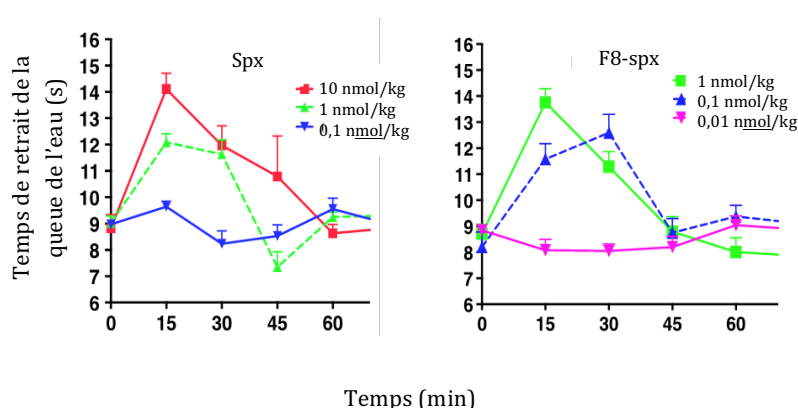 Temps de retrait de la
queue de l'eau (s)
Spx
10 nmol/kg
1 nmol/kg
0,1 nmol/kg
16
15
14
13
12
11
10
9
8
7
6
0 15 30 45 60
F8-spx
1 nmol/kg
0,1 nmol/kg
0,01 nmol/kg
16
15
14
13
12
11
10
9
8
7
6
0 15 30 45 60
Temps (min)